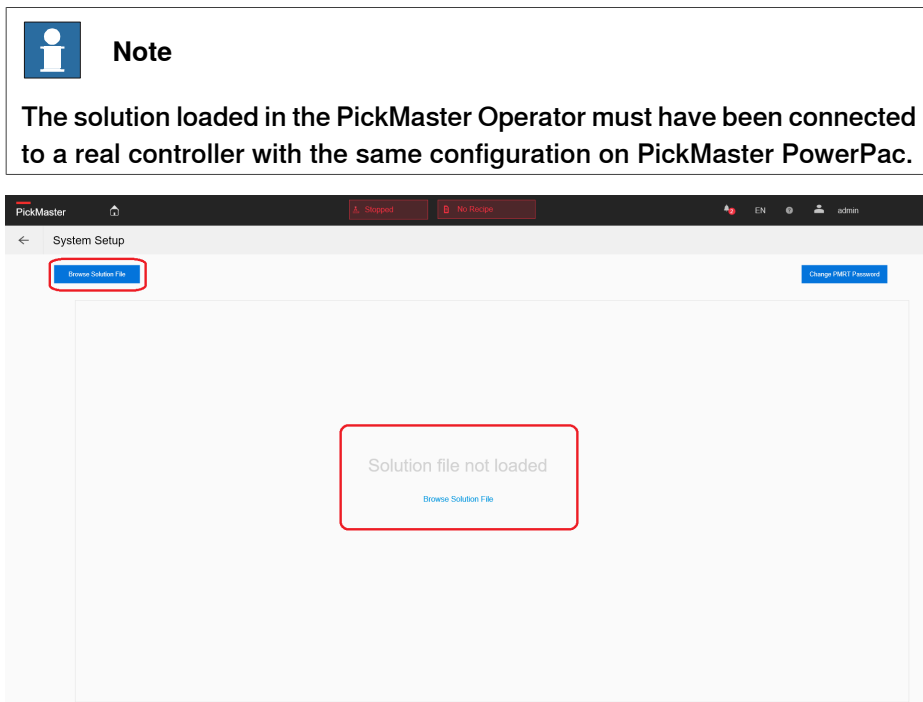 Note
The solution loaded in the PickMaster Operator must have been connected
to a real controller with the same configuration on PickMaster PowerPac.
PickMaster Stopped No Recipe 2 EN admin
System Setup
Browse Solution File Change PMRT Password
Solution file not loaded
Browse Solution File